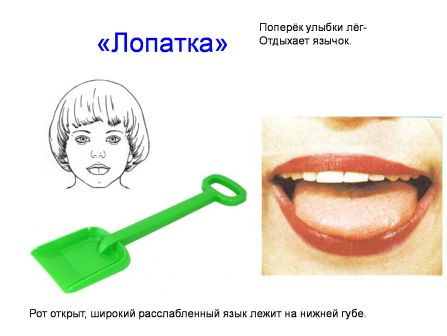 «Лопатка»
Поперёк улыбки лёг-
Отдыхает язычок.
Рот открыт, широкий расслабленный язык лежит на нижней губе.